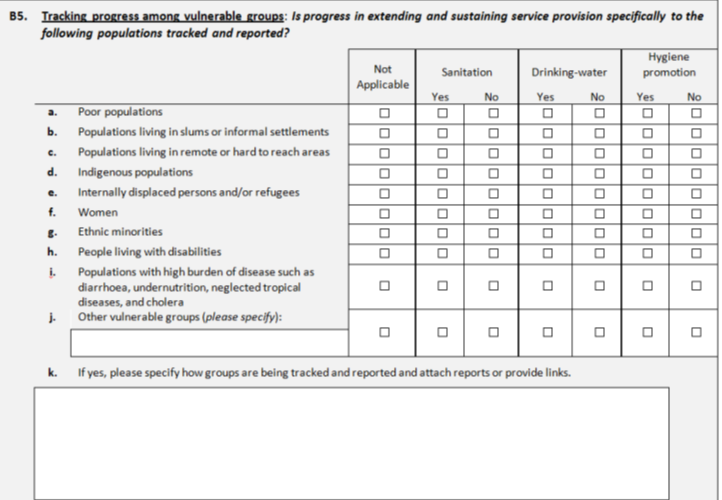 B5. Tracking progress among vulnerable groups: Is progress in extending and sustaining service provision specifically to the
following populations tracked and reported?
Not
Applicable
Sanitation
Drinking-water
Hygiene
promotion
Yes No Yes No Yes No
a. Poor populations
b. Populations living in slums or informal settlements
c. Populations living in remote or hard to reach areas
d. Indigenous populations
e. Internally displaced persons and/or refugees
f. Women
g. Ethnic minorities
h. People living with disabilities
i. Populations with high burden of disease such as
diarrhoea, undernutrition, neglected tropical
diseases, and cholera
j. Other vulnerable groups (please specify):
k. If yes, please specify how groups are being tracked and reported and attach reports or provide links.